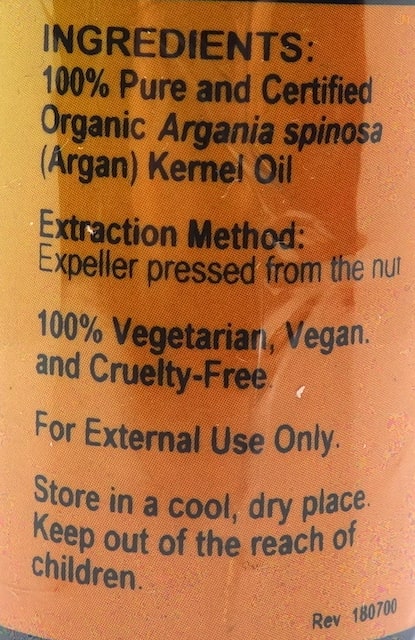 INGREDIENTS:
100% Pure and Certified
Organic Argania spinosa
(Argan) Kernel Oil
Extraction Method:
Expeller pressed from the nut
100% Vegetarian, Vegan.
and Cruelty-Free.
For External Use Only.
Store in a cool, dry place.
Keep out of the reach of
children.
Rev 180700